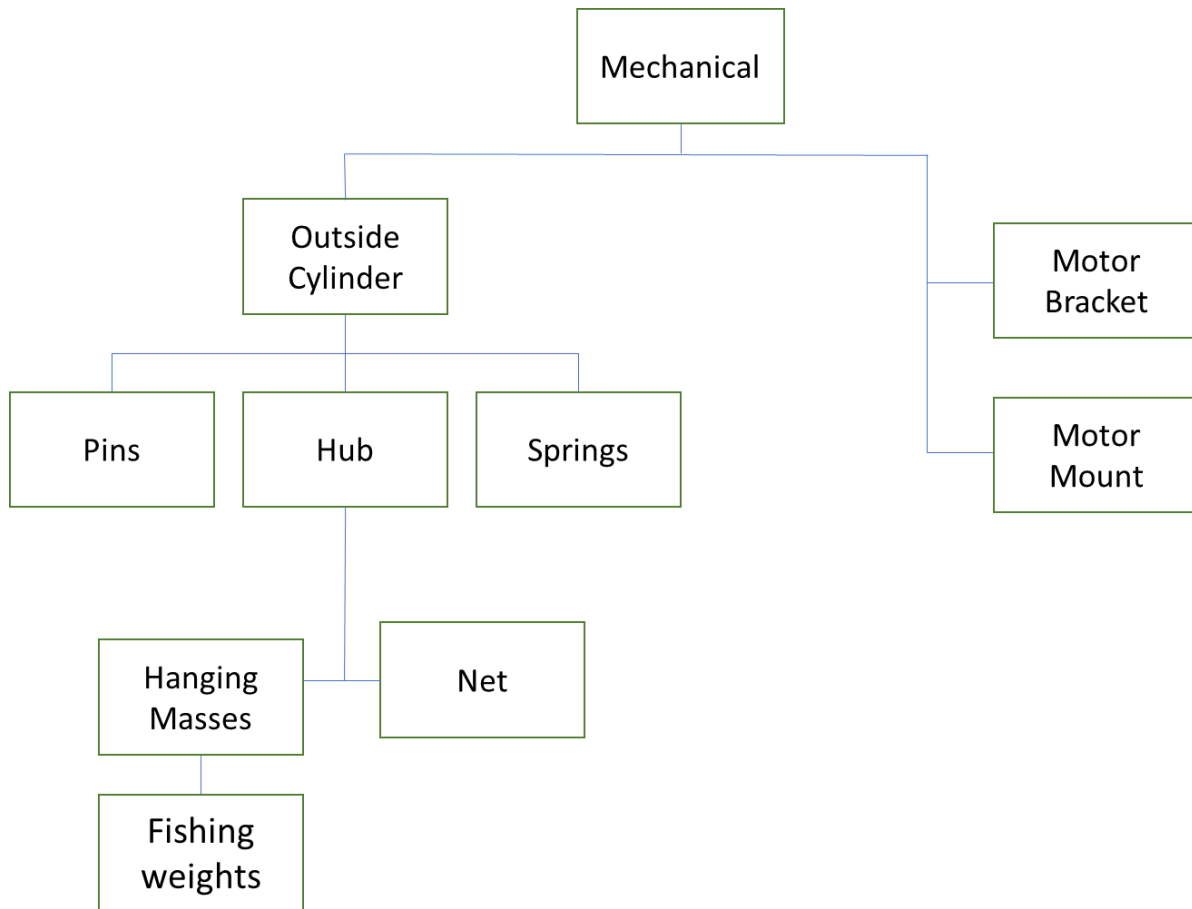 Mechanical
Outside
Cylinder
Motor
Bracket
Pins
Hub
Springs
Motor
Mount
Hanging
Masses
Net
Fishing
weights